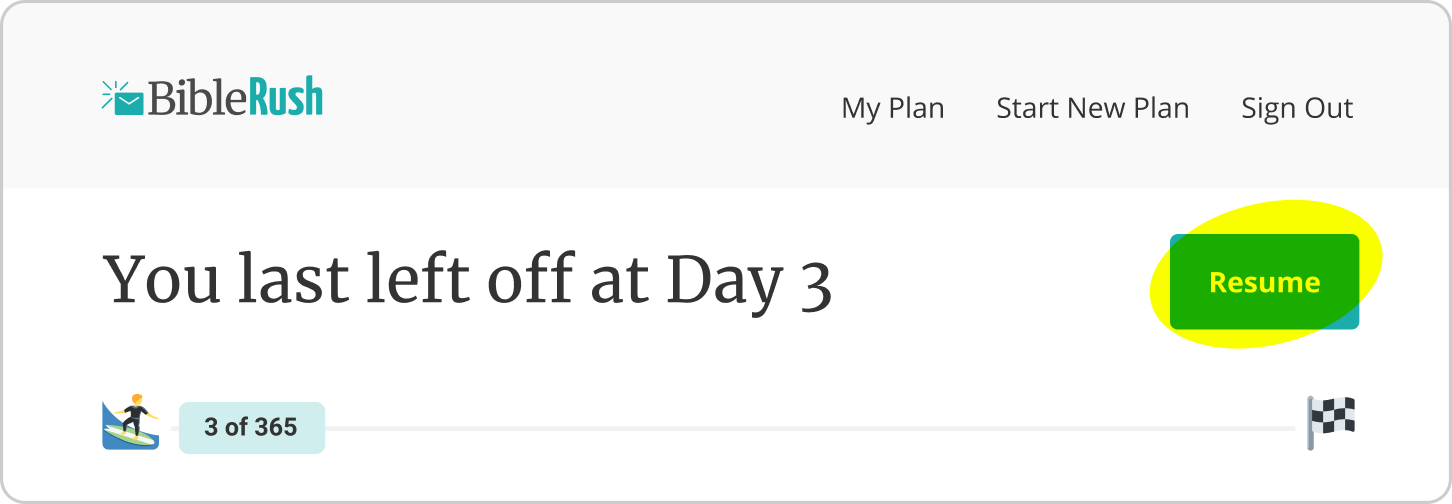 BibleRush
My Plan Start New Plan Sign Out
You last left off at Day 3
Resume
3 of 365